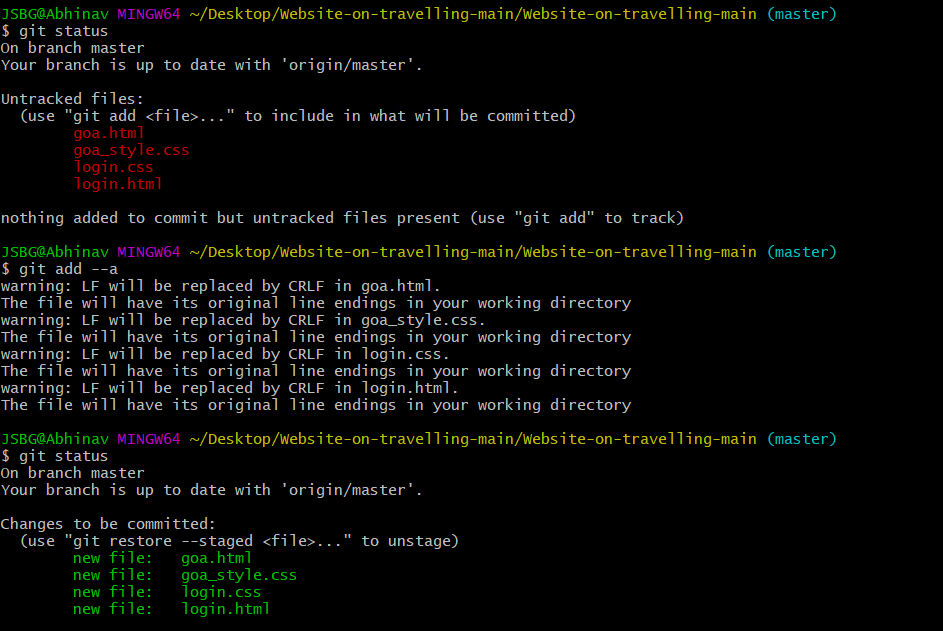 JSBG@Abhinav MINGW64 ~/Desktop/Website-on-travelling-main/Website-on-travelling-main (master)
$ git status
On branch master
Your branch is up to date with 'origin/master'.

Untracked files:
  (use "git add <file>..." to include in what will be committed)
        goa.html
        goa_style.css
        login.css
        login.html

nothing added to commit but untracked files present (use "git add" to track)

JSBG@Abhinav MINGW64 ~/Desktop/Website-on-travelling-main/Website-on-travelling-main (master)
$ git add --a
warning: LF will be replaced by CRLF in goa.html.
The file will have its original line endings in your working directory
warning: LF will be replaced by CRLF in goa_style.css.
The file will have its original line endings in your working directory
warning: LF will be replaced by CRLF in login.css.
The file will have its original line endings in your working directory
warning: LF will be replaced by CRLF in login.html.
The file will have its original line endings in your working directory

JSBG@Abhinav MINGW64 ~/Desktop/Website-on-travelling-main/Website-on-travelling-main (master)
$ git status
On branch master
Your branch is up to date with 'origin/master'.

Changes to be committed:
  (use "git restore --staged <file>..." to unstage)
        new file:   goa.html
        new file:   goa_style.css
        new file:   login.css
        new file:   login.html